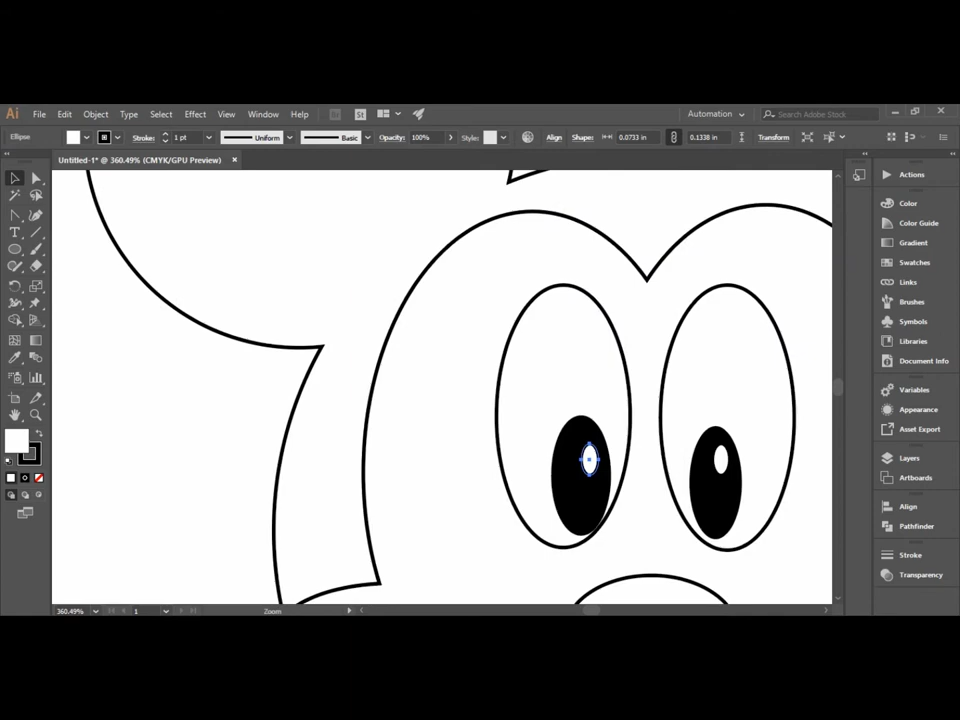 Ai File Edit Object Type Select Effect View Window Help Br St Automation Search Adobe Stock
Ellipse Stroke: 1 pt Uniform Basic Opacity: 100% Style: Align Shape: 0.0733 in 0.1338 in Transform
Untitled-1* @ 360.49% (CMYK/GPU Preview) ×
Actions
Color
Color Guide
Gradient
Swatches
Links
Brushes
Symbols
Libraries
Document Info
Variables
Appearance
Asset Export
Layers
Artboards
Align
Pathfinder
Stroke
Transparency
360.49% 1 Zoom